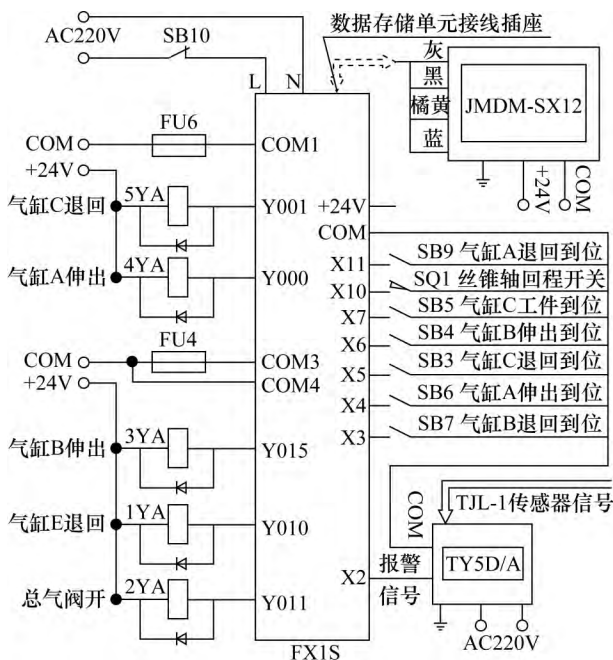 AC220V
SB10
L
N
数据存储单元接线插座
灰
黑
橘黄
蓝
JMDM-SX12
+24V
COM
COM
FU6
COM1
+24V
气缸C退回
5YA
Y001
气缸A伸出
4YA
Y000
COM
FU4
COM3
+24V
COM4
气缸B伸出
3YA
Y015
气缸E退回
1YA
Y010
总气阀开
2YA
Y011
FX1S
+24V
COM
X11
SB9 气缸A退回到位
X10
SQ1 丝锥轴回程开关
X7
SB5 气缸C工件到位
X6
SB4 气缸B伸出到位
X5
SB3 气缸C退回到位
X4
SB6 气缸A伸出到位
X3
SB7 气缸B退回到位
COM
TJL-1传感器信号
X2
报警
信号
TY5D/A
AC220V